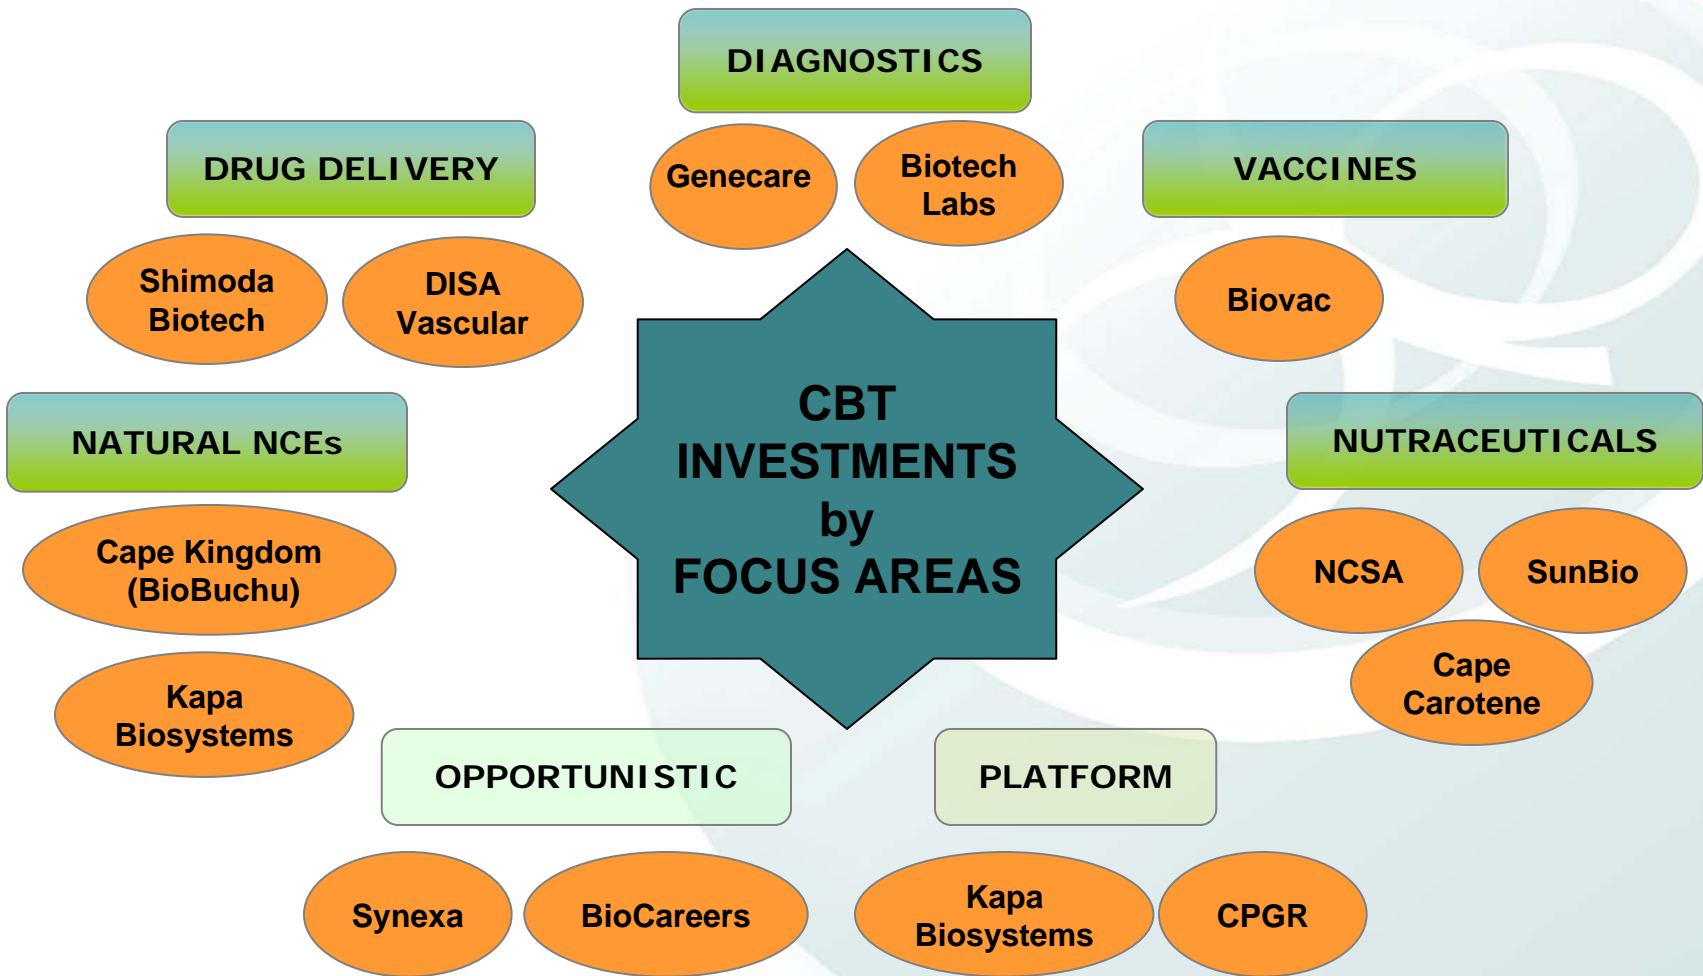 DIAGNOSTICS
Genecare
Biotech
Labs
DRUG DELIVERY
Shimoda
Biotech
DISA
Vascular
VACCINES
Biovac
NATURAL NCEs
Cape Kingdom
(BioBuchu)
Kapa
Biosystems
CBT
INVESTMENTS
by
FOCUS AREAS
NUTRACEUTICALS
NCSA
SunBio
Cape
Carotene
OPPORTUNISTIC
Synexa
BioCareers
PLATFORM
Kapa
Biosystems
CPGR